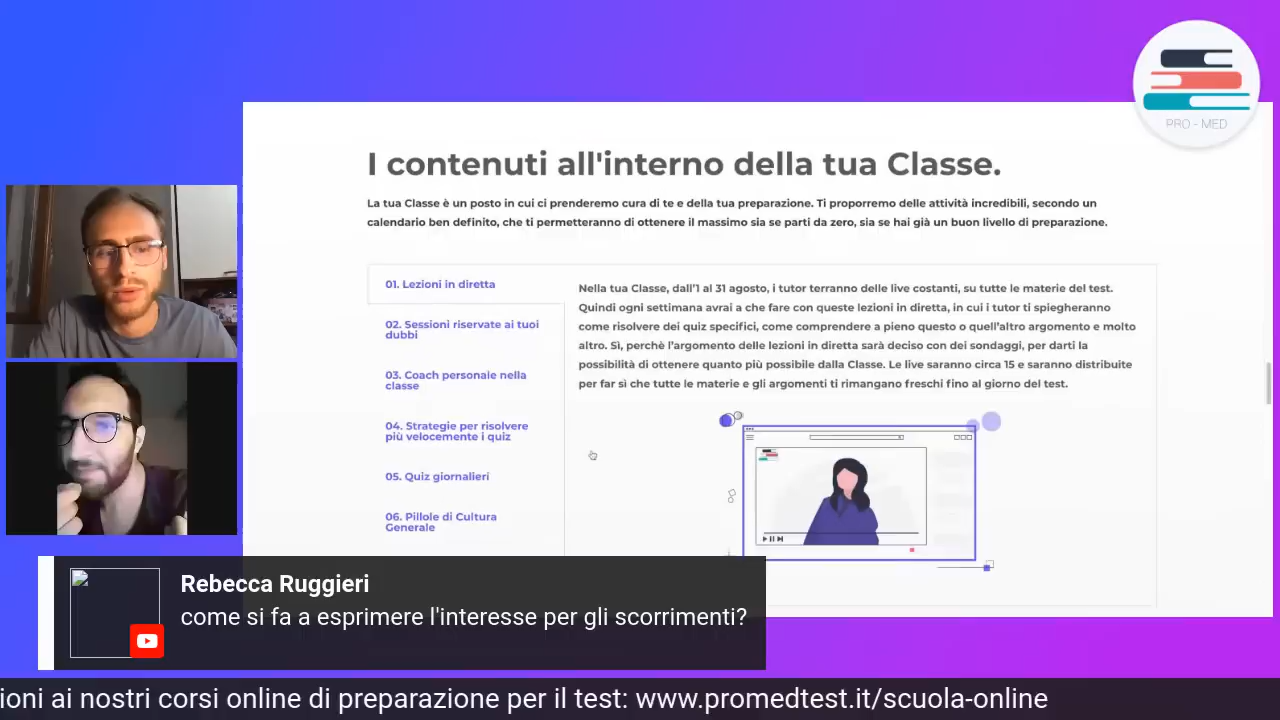 PRO - MED
I contenuti all'interno della tua Classe.
La tua Classe è un posto in cui ci prenderemo cura di te e della tua preparazione. Ti proporremo delle attività incredibili, secondo un
calendario ben definito, che ti permetteranno di ottenere il massimo sia se parti da zero, sia se hai già un buon livello di preparazione.
01. Lezioni in diretta
02. Sessioni riservate ai tuoi
dubbi
03. Coach personale nella
classe
04. Strategie per risolvere
più velocemente i quiz
05. Quiz giornalieri
06. Pillole di Cultura
Generale
Nella tua Classe, dall'1 al 31 agosto, i tutor terranno delle live costanti, su tutte le materie del test.
Quindi ogni settimana avrai a che fare con queste lezioni in diretta, in cui i tutor ti spiegheranno
come risolvere dei quiz specifici, come comprendere a pieno questo o quell'altro argomento e molto
altro. Sì, perchè l'argomento delle lezioni in diretta sarà deciso con dei sondaggi, per darti la
possibilità di ottenere quanto più possibile dalla Classe. Le live saranno circa 15 e saranno distribuite
per far sì che tutte le materie e gli argomenti ti rimangano freschi fino al giorno del test.
Rebecca Ruggieri
come si fa a esprimere l'interesse per gli scorrimenti?
ioni ai nostri corsi online di preparazione per il test: www.promedtest.it/scuola-online